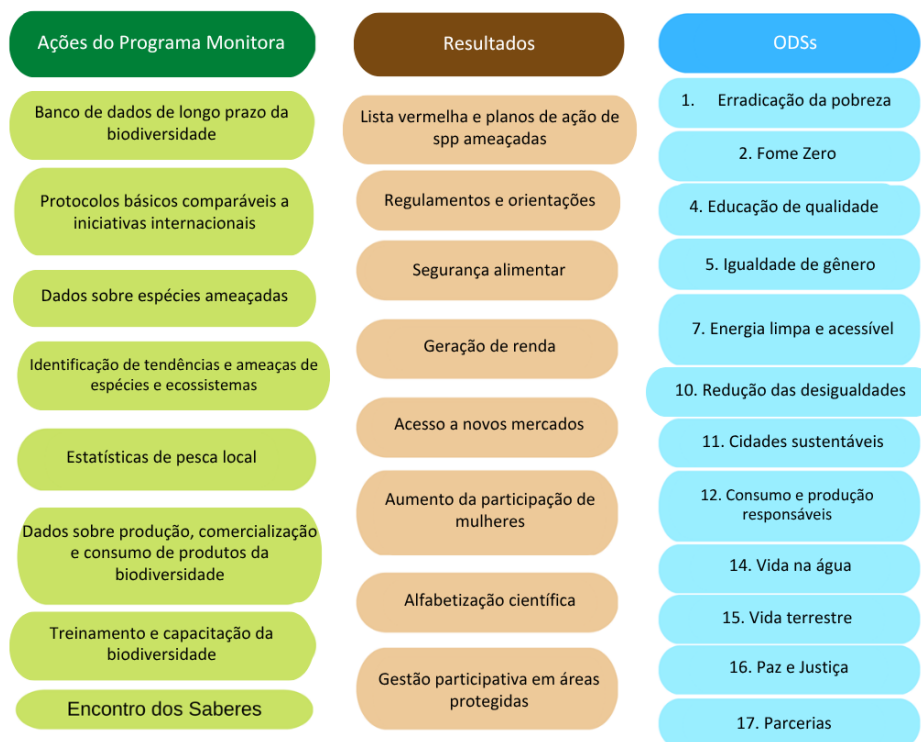 Ações do Programa Monitora
Banco de dados de longo prazo da
biodiversidade
Protocolos básicos comparáveis a
iniciativas internacionais
Dados sobre espécies ameaçadas
Identificação de tendências e ameaças de
espécies e ecossistemas
Estatísticas de pesca local
Dados sobre produção, comercialização
e consumo de produtos da
biodiversidade
Treinamento e capacitação da
biodiversidade
Encontro dos Saberes
Resultados
Lista vermelha e planos de ação de
spp ameaçadas
Regulamentos e orientações
Segurança alimentar
Geração de renda
Acesso a novos mercados
Aumento da participação de
mulheres
Alfabetização científica
Gestão participativa em áreas
protegidas
ODSs
1. Erradicação da pobreza
2. Fome Zero
4. Educação de qualidade
5. Igualdade de gênero
7. Energia limpa e acessível
10. Redução das desigualdades
11. Cidades sustentáveis
12. Consumo e produção
responsáveis
14. Vida na água
15. Vida terrestre
16. Paz e Justiça
17. Parcerias